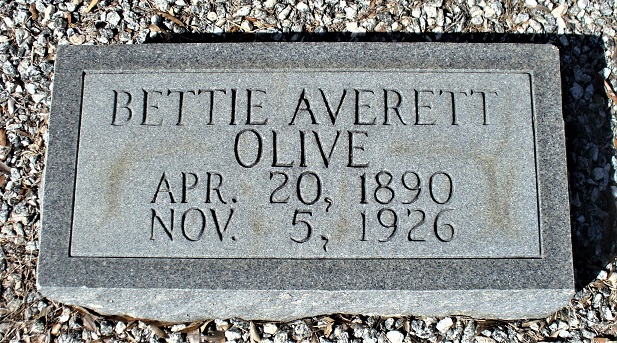 BETTIE AVERETT
OLIVE
APR. 20, 1890
NOV. 5, 1926